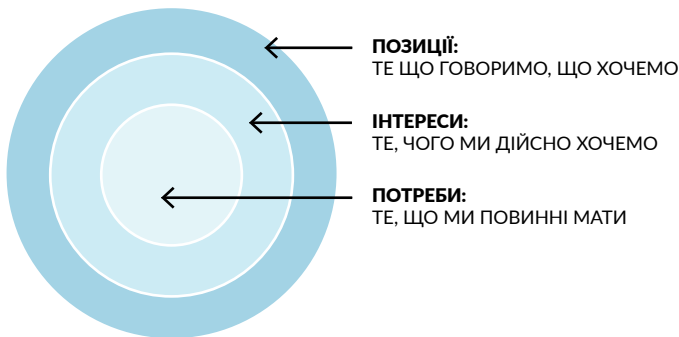 ПОЗИЦІЇ:
ТЕ ЩО ГОВОРИМО, ЩО ХОЧЕМО
ІНТЕРЕСИ:
ТЕ, ЧОГО МИ ДІЙСНО ХОЧЕМО
ПОТРЕБИ:
ТЕ, ЩО МИ ПОВИННІ МАТИ